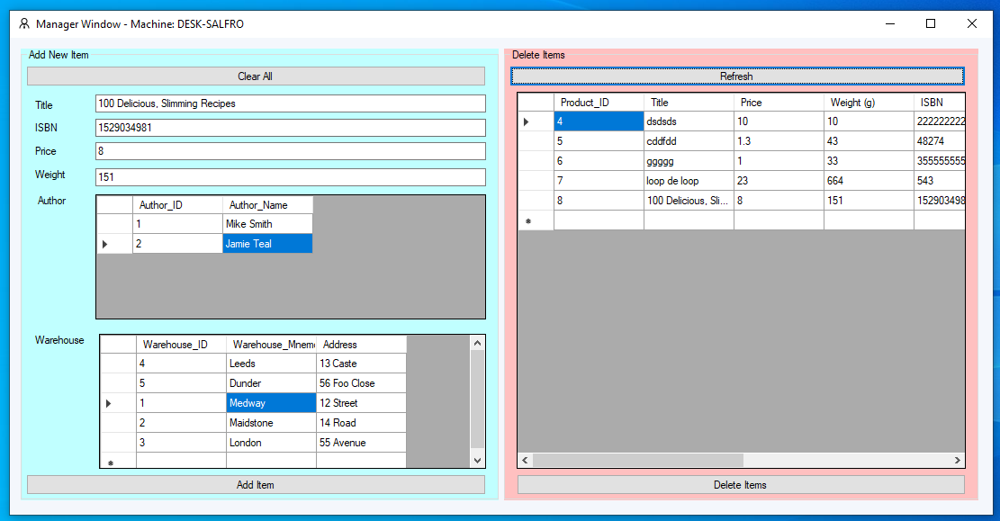 Manager Window - Machine: DESK-SALFRO
Add New Item
Clear All
Title 100 Delicious, Slimming Recipes
ISBN 1529034981
Price 8
Weight 151
Author
Author_ID Author_Name
1 Mike Smith
2 Jamie Teal
Warehouse
Warehouse_ID Warehouse_Mnem Address
4 Leeds 13 Caste
5 Dunder 56 Foo Close
1 Medway 12 Street
2 Maidstone 14 Road
3 London 55 Avenue
Add Item
Delete Items
Refresh
Product_ID Title Price Weight (g) ISBN
4 dsdsds 10 10 222222222
5 cddfdd 1.3 43 48274
6 ggggg 1 33 355555555
7 loop de loop 23 664 543
8 100 Delicious, Sli... 8 151 152903498
Delete Items